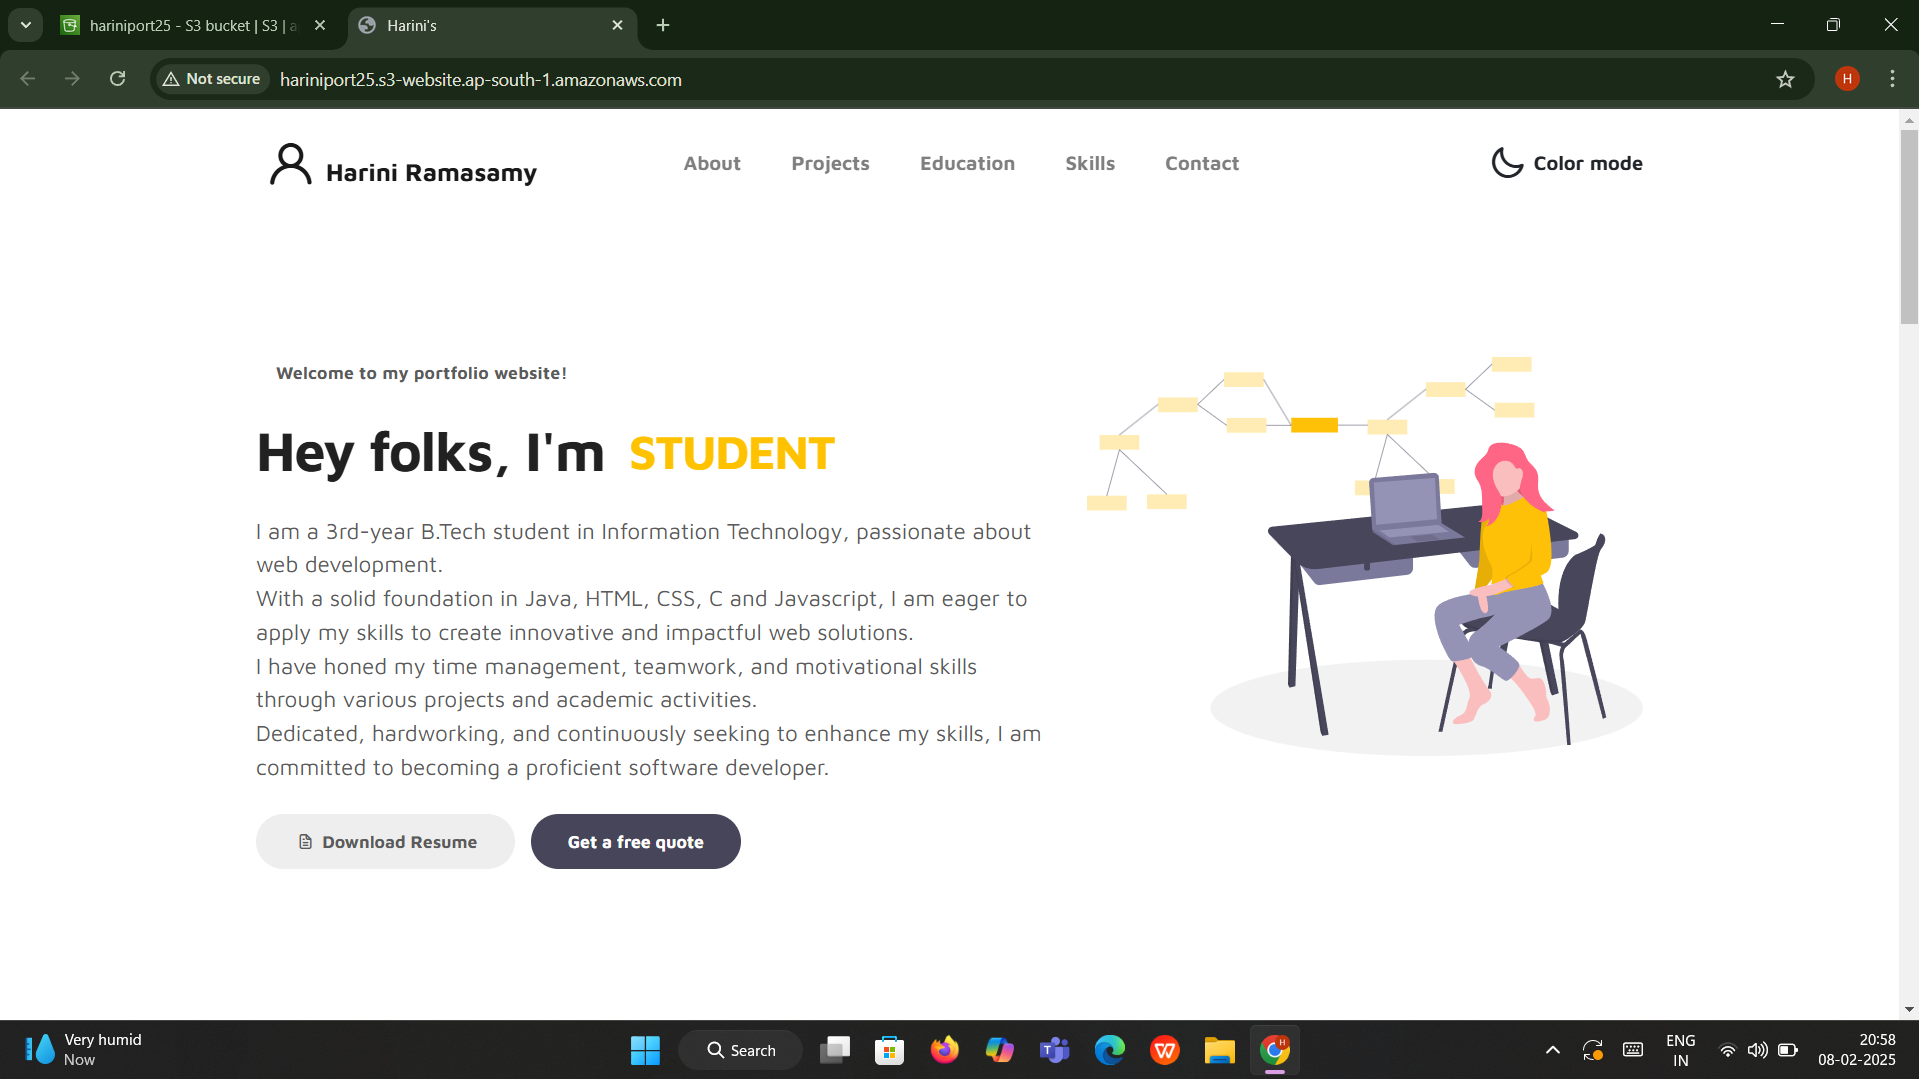 hariniport25 - S3 bucket | S3 | a
Harini's
Not secure
hariniport25.s3-website.ap-south-1.amazonaws.com
H
Harini Ramasamy
About
Projects
Education
Skills
Contact
Color mode
Welcome to my portfolio website!
Hey folks, I'm STUDENT
I am a 3rd-year B.Tech student in Information Technology, passionate about
web development.
With a solid foundation in Java, HTML, CSS, C and Javascript, I am eager to
apply my skills to create innovative and impactful web solutions.
I have honed my time management, teamwork, and motivational skills
through various projects and academic activities.
Dedicated, hardworking, and continuously seeking to enhance my skills, I am
committed to becoming a proficient software developer.
Download Resume
Get a free quote
Very humid
Now
Search
ENG
IN
20:58
08-02-2025